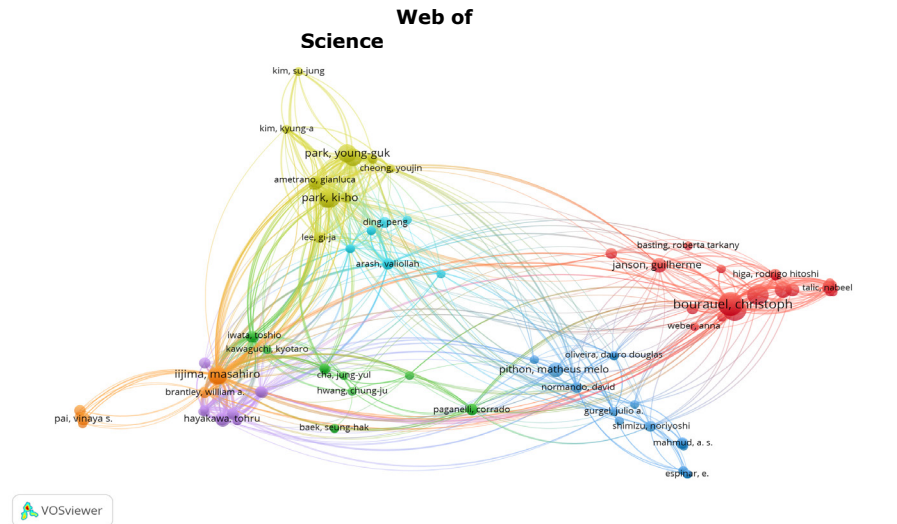 Web of
Science
kim, su-jung
kim, kyung-a
park, young-guk
cheong, youjin
ametrano, gianluca
park, ki-ho
ding, peng
lee, gi-ja
basting, roberta tarkany
arash, valiollah
janson, guilherme
higa, rodrigo hitoshi
talic, nabeel
bourauel, christoph
weber, anna
iwata, toshio
kawaguchi, kyotaro
oliveira, dauro douglas
pithon, matheus melo
iijima, masahiro
cha, jung-yul
normando, david
brantley, william a.
hwang, chung-ju
paganelli, corrado
gurgel, julio a.
pai, vinaya s.
hayakawa, tohru
baek, seung-hak
shimizu, noriyoshi
mahmud, a. s.
espinar, e.
VOSviewer